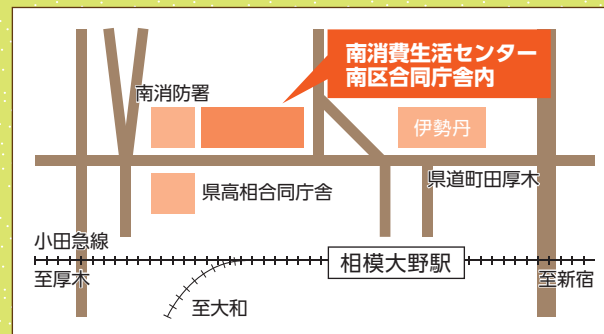 南消費生活センター
南区合同庁舎内
南消防署
伊勢丹
県道町田厚木
県高相合同庁舎
小田急線
相模大野駅
至厚木
至新宿
至大和